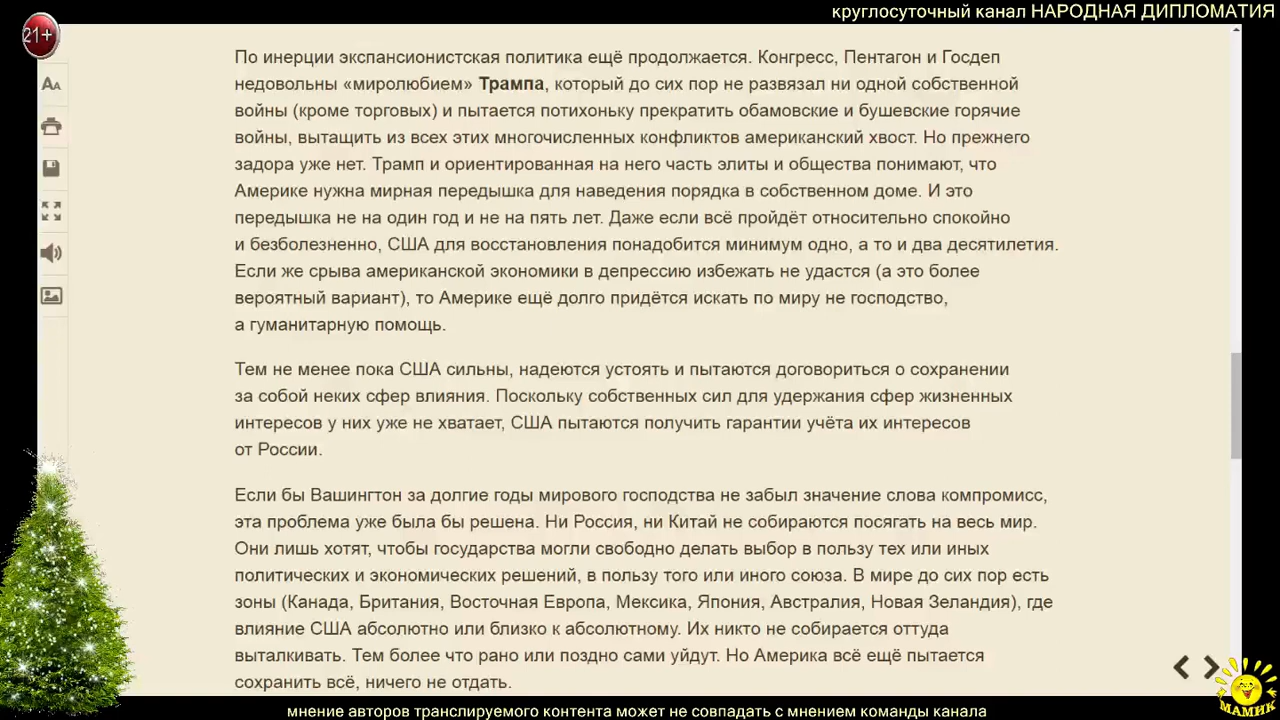 круглосуточный канал НАРОДНАЯ ДИПЛОМАТИЯ
21+
По инерции экспансионистская политика ещё продолжается. Конгресс, Пентагон и Госдеп
недовольны «миролюбием» Трампа, который до сих пор не развязал ни одной собственной
войны (кроме торговых) и пытается потихоньку прекратить обамовские и бушевские горячие
войны, вытащить из всех этих многочисленных конфликтов американский хвост. Но прежнего
задора уже нет. Трамп и ориентированная на него часть элиты и общества понимают, что
Америке нужна мирная передышка для наведения порядка в собственном доме. И это
передышка не на один год и не на пять лет. Даже если всё пройдёт относительно спокойно
и безболезненно, США для восстановления понадобится минимум одно, а то и два десятилетия.
Если же срыва американской экономики в депрессию избежать не удастся (а это более
вероятный вариант), то Америке ещё долго придётся искать по миру не господство,
а гуманитарную помощь.
Тем не менее пока США сильны, надеются устоять и пытаются договориться о сохранении
за собой неких сфер влияния. Поскольку собственных сил для удержания сфер жизненных
интересов у них уже не хватает, США пытаются получить гарантии учёта их интересов
от России.
Если бы Вашингтон за долгие годы мирового господства не забыл значение слова компромисс,
эта проблема уже была бы решена. Ни Россия, ни Китай не собираются посягать на весь мир.
Они лишь хотят, чтобы государства могли свободно делать выбор в пользу тех или иных
политических и экономических решений, в пользу того или иного союза. В мире до сих пор есть
зоны (Канада, Британия, Восточная Европа, Мексика, Япония, Австралия, Новая Зеландия), где
влияние США абсолютно или близко к абсолютному. Их никто не собирается оттуда
выталкивать. Тем более что рано или поздно сами уйдут. Но Америка всё ещё пытается
сохранить всё, ничего не отдать.
МАМИК
мнение авторов транслируемого контента может не совпадать с мнением команды канала